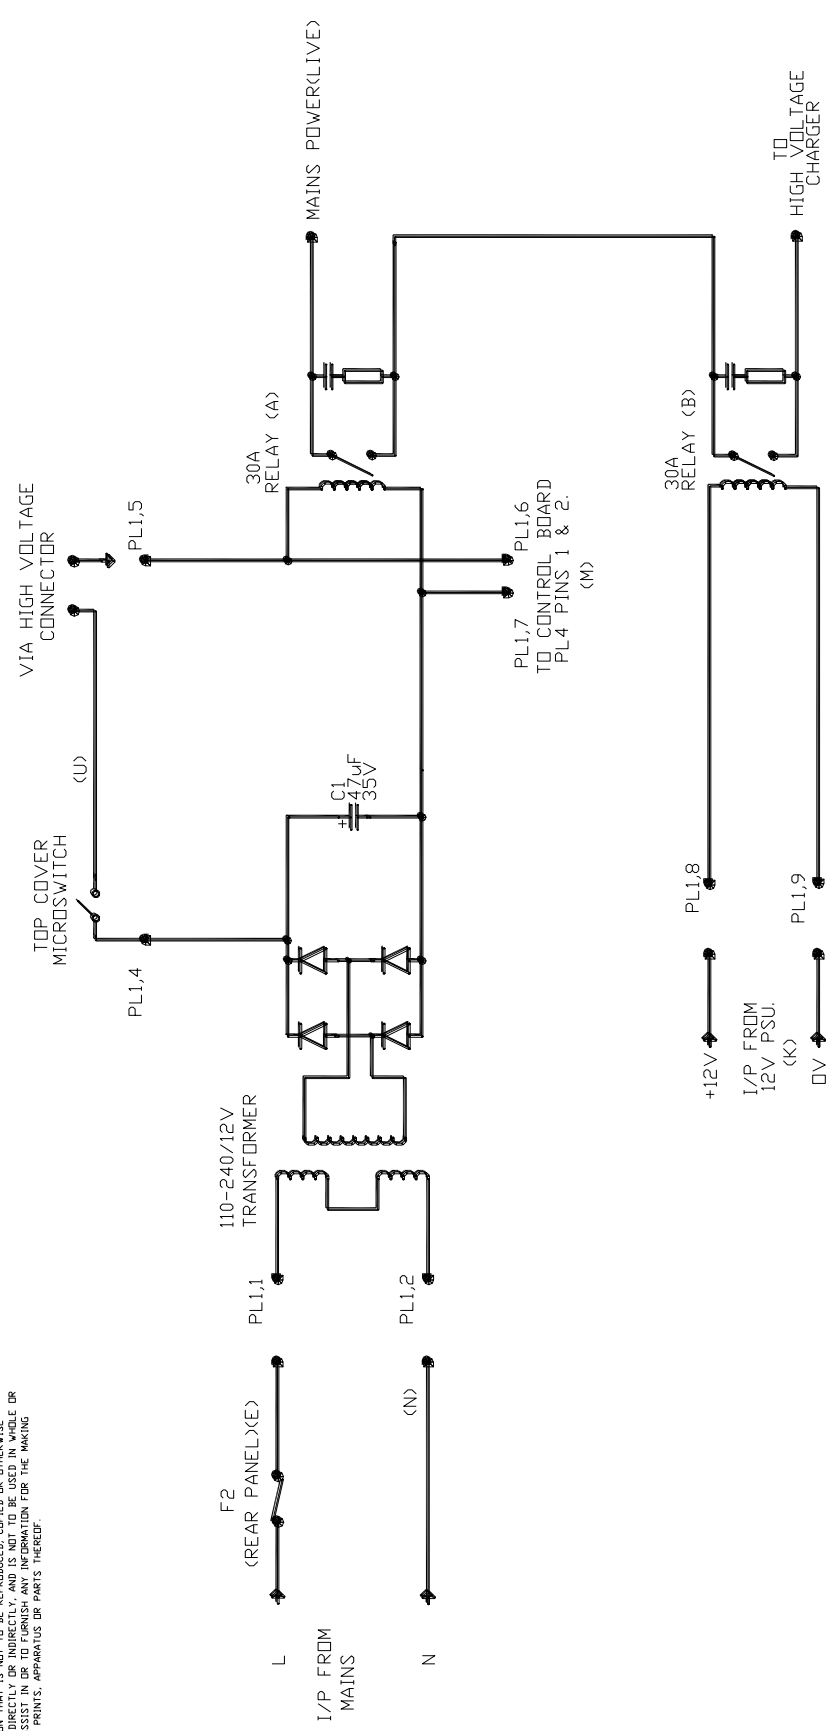 DIRECTLY OR INDIRECTLY, AND IS NOT TO BE USED IN WHOLE OR
SSIST IN OR TO FURNISH ANY INFORMATION FOR THE MAKING
PRINTS, APPARATUS OR PARTS THEREOF.
TOP COVER
MICROSWITCH
(U)
VIA HIGH VOLTAGE
CONNECTOR
PL1,4
PL1,5
I/P FROM
MAINS
L
N
F2
(REAR PANEL)(E)
(N)
PL1,1
PL1,2
110-240/12V
TRANSFORMER
+
C1
47uF
35V
30A
RELAY (A)
MAINS POWER(LIVE)
PL1,6
PL1,7
TO CONTROL BOARD
PL4 PINS 1 & 2.
(M)
+12V
I/P FROM
12V PSU.
(K)
0V
PL1,8
PL1,9
30A
RELAY (B)
TO
HIGH VOLTAGE
CHARGER